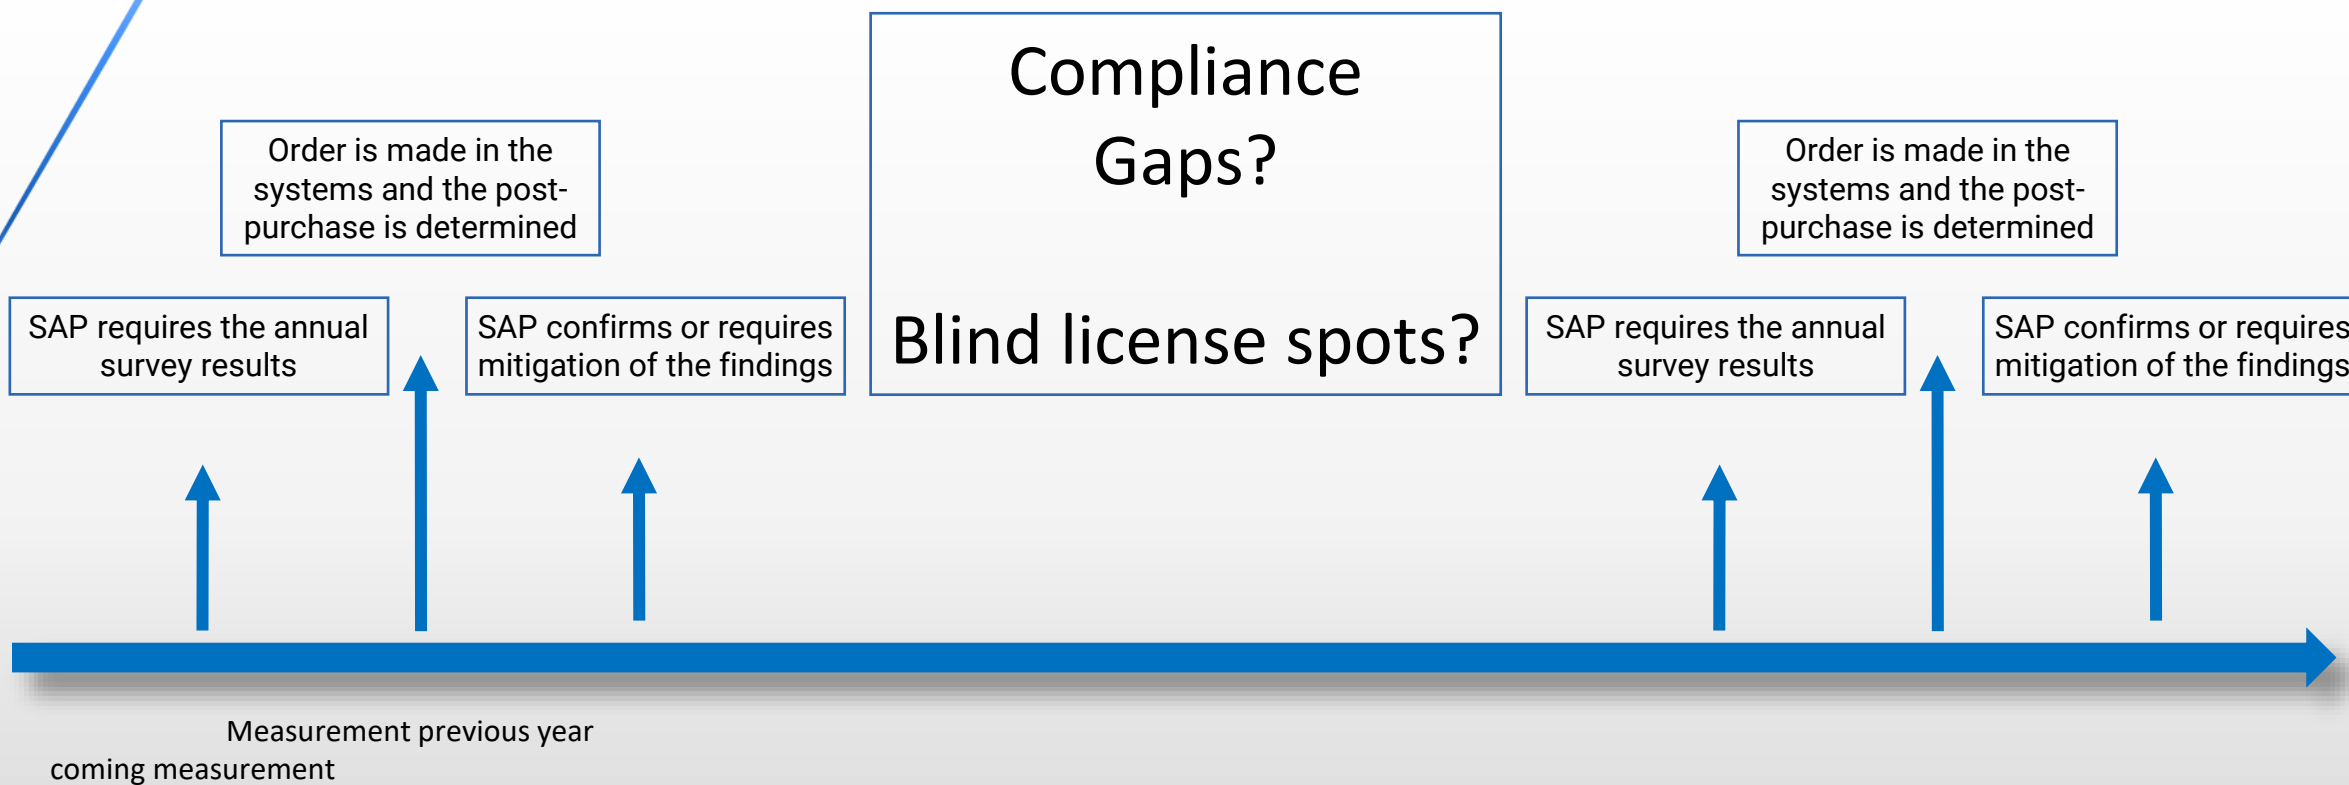 Compliance
Gaps?
Blind license spots?
Order is made in the
systems and the post-
purchase is determined
SAP requires the annual
survey results
SAP confirms or requires
mitigation of the findings
Order is made in the
systems and the post-
purchase is determined
SAP requires the annual
survey results
SAP confirms or requires
mitigation of the findings
Measurement previous year
coming measurement